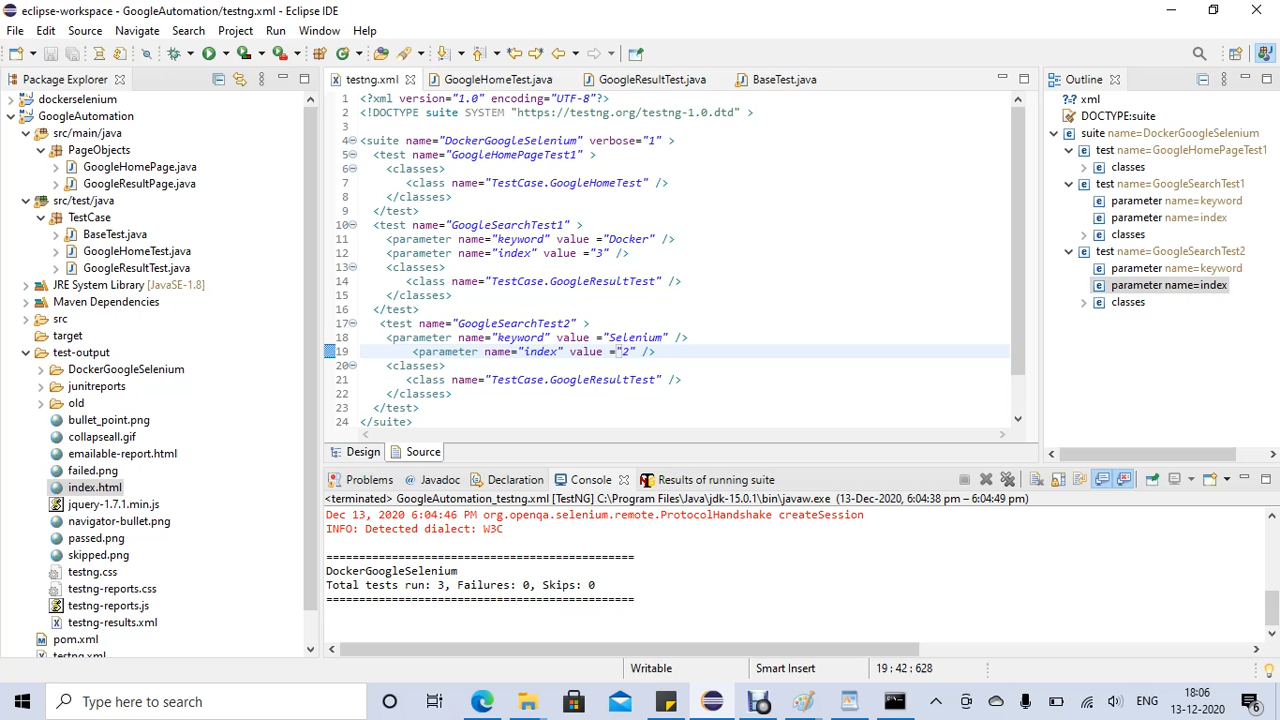 eclipse-workspace - GoogleAutomation/testng.xml - Eclipse IDE
File Edit Source Navigate Search Project Run Window Help
Package Explorer
dockerselenium
GoogleAutomation
src/main/java
PageObjects
GoogleHomePage.java
GoogleResultPage.java
src/test/java
TestCase
BaseTest.java
GoogleHomeTest.java
GoogleResultTest.java
JRE System Library [JavaSE-1.8]
Maven Dependencies
src
target
test-output
DockerGoogleSelenium
junitreports
old
bullet_point.png
collapseall.gif
emailable-report.html
failed.png
index.html
jquery-1.7.1.min.js
navigator-bullet.png
passed.png
skipped.png
testng.css
testng-reports.css
testng-reports.js
testng-results.xml
pom.xml
testng.xml
testng.xml GoogleHomeTest.java GoogleResultTest.java BaseTest.java
1 <?xml version="1.0" encoding="UTF-8"?>
2 <!DOCTYPE suite SYSTEM "https://testng.org/testng-1.0.dtd" >
3
4 <suite name="DockerGoogleSelenium" verbose="1" >
5 <test name="GoogleHomePageTest1" >
6 <classes>
7 <class name="TestCase.GoogleHomeTest" />
8 </classes>
9 </test>
10 <test name="GoogleSearchTest1" >
11 <parameter name="keyword" value ="Docker" />
12 <parameter name="index" value ="3" />
13 <classes>
14 <class name="TestCase.GoogleResultTest" />
15 </classes>
16 </test>
17 <test name="GoogleSearchTest2" >
18 <parameter name="keyword" value ="Selenium" />
19 <parameter name="index" value ="2" />
20 <classes>
21 <class name="TestCase.GoogleResultTest" />
22 </classes>
23 </test>
24 </suite>
Design Source
Outline
xml
DOCTYPE:suite
suite name=DockerGoogleSelenium
test name=GoogleHomePageTest1
classes
test name=GoogleSearchTest1
parameter name=keyword
parameter name=index
classes
test name=GoogleSearchTest2
parameter name=keyword
parameter name=index
classes
Problems @ Javadoc Declaration Console Results of running suite
<terminated> GoogleAutomation_testng.xml [TestNG] C:\Program Files\Java\jdk-15.0.1\bin\javaw.exe (13-Dec-2020, 6:04:38 pm – 6:04:49 pm)
Dec 13, 2020 6:04:46 PM org.openqa.selenium.remote.ProtocolHandshake createSession
INFO: Detected dialect: W3C
===============================================
DockerGoogleSelenium
Total tests run: 3, Failures: 0, Skips: 0
===============================================
Writable Smart Insert 19 : 42 : 628
Type here to search
ENG
18:06
13-12-2020
6